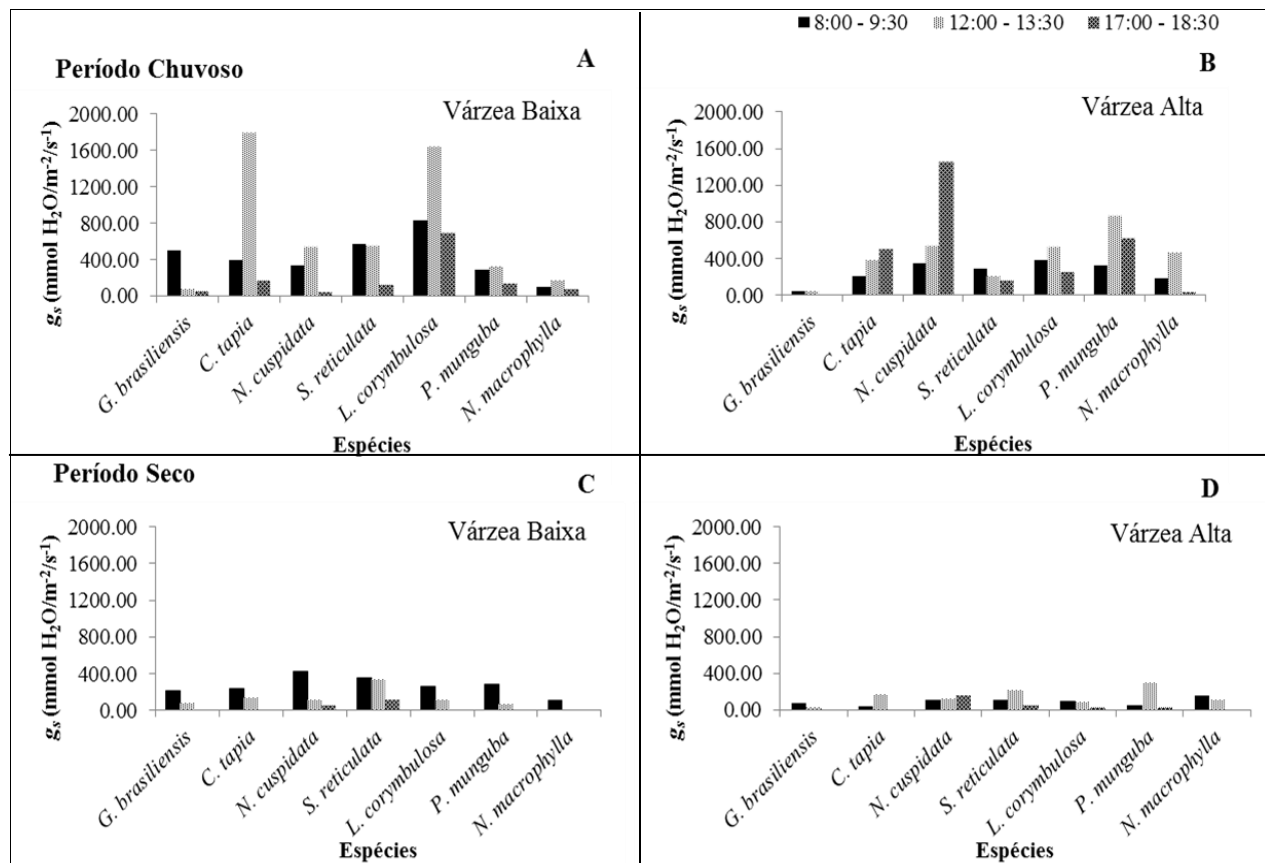 8:00 - 9:30 12:00 - 13:30 17:00 - 18:30
A
Período Chuvoso
Várzea Baixa
2000.00
1600.00
1200.00
800.00
400.00
0.00
gs (mmol H2O/m-2/s-1)
G. brasiliensis
C. tapia
N. cuspidata
S. reticulata
L. corymbulosa
P. munguba
N. macrophylla
Espécies
B
Várzea Alta
2000.00
1600.00
1200.00
800.00
400.00
0.00
gs (mmol H2O/m-2/s-1)
G. brasiliensis
C. tapia
N. cuspidata
S. reticulata
L. corymbulosa
P. munguba
N. macrophylla
Espécies
Período Seco
C
Várzea Baixa
2000.00
1600.00
1200.00
800.00
400.00
0.00
gs (mmol H2O/m-2/s-1)
G. brasiliensis
C. tapia
N. cuspidata
S. reticulata
L. corymbulosa
P. munguba
N. macrophylla
Espécies
D
Várzea Alta
2000.00
1600.00
1200.00
800.00
400.00
0.00
gs (mmol H2O/m-2/s-1)
G. brasiliensis
C. tapia
N. cuspidata
S. reticulata
L. corymbulosa
P. munguba
N. macrophylla
Espécies